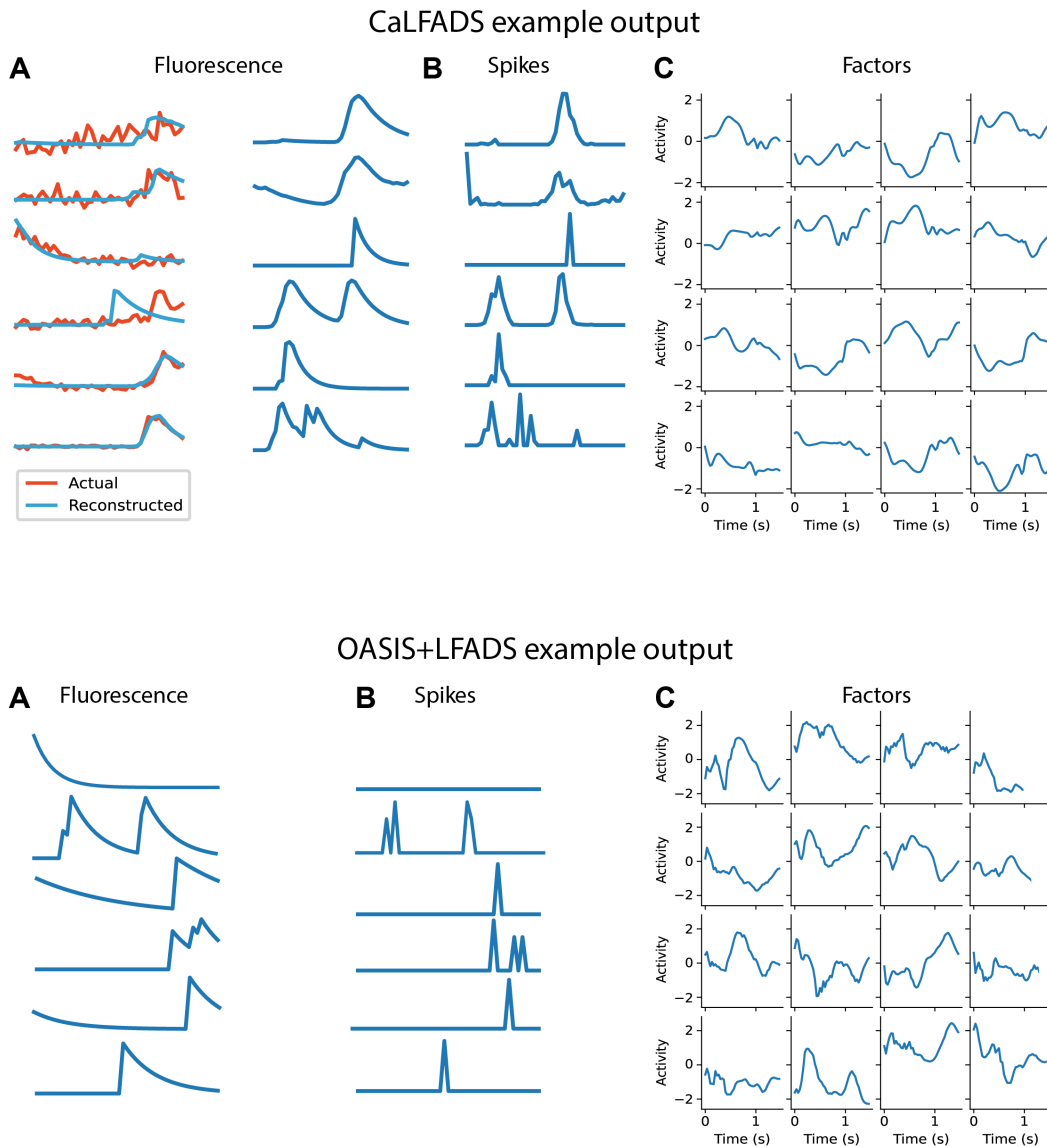 CaLFADS example output
A Fluorescence B Spikes C Factors
Activity 2 0 −2
Activity 2 0 −2
Activity 2 0 −2
Activity 2 0 −2
0 1 0 1 0 1 0 1
Time (s) Time (s) Time (s) Time (s)
Actual
Reconstructed
OASIS+LFADS example output
A Fluorescence B Spikes C Factors
Activity 2 0 −2
Activity 2 0 −2
Activity 2 0 −2
Activity 2 0 −2
0 1 0 1 0 1 0 1
Time (s) Time (s) Time (s) Time (s)